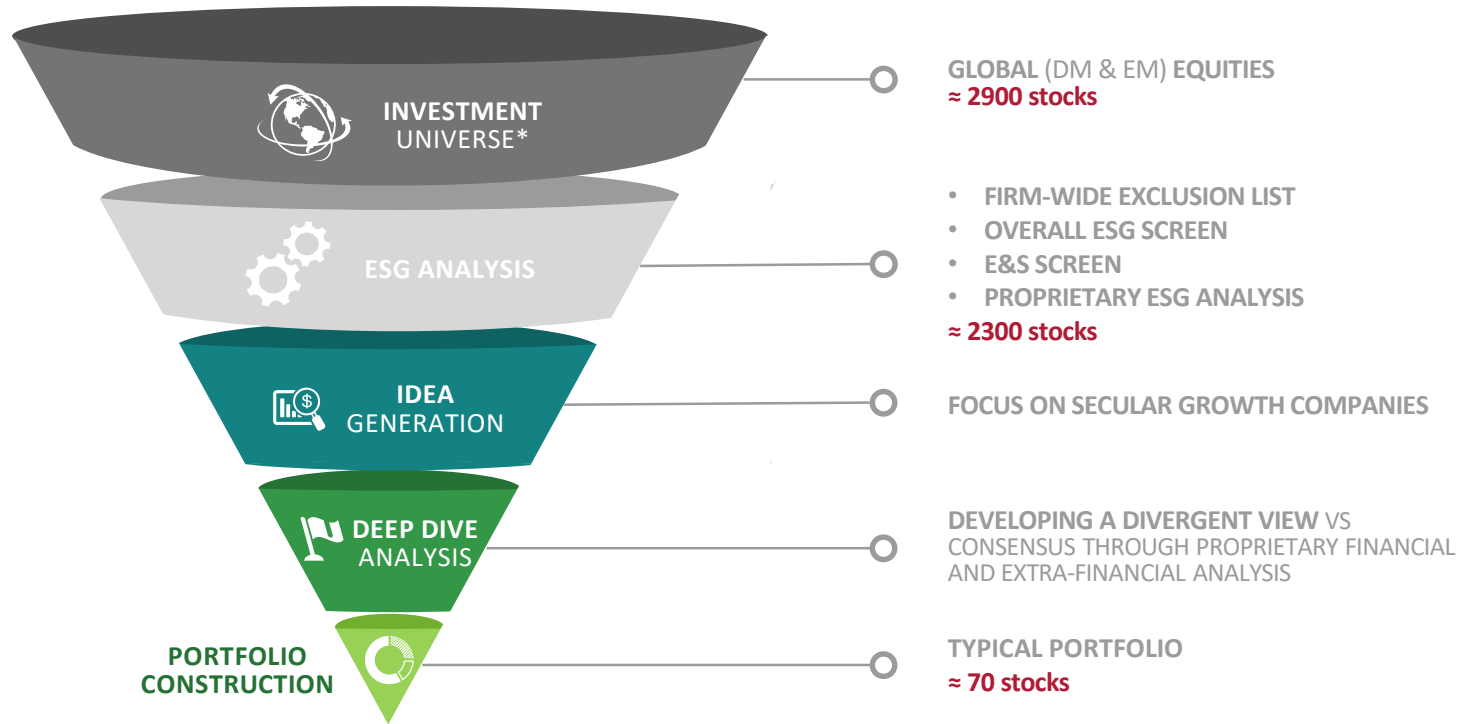 INVESTMENT
UNIVERSE*
GLOBAL (DM & EM) EQUITIES
≈ 2900 stocks
ESG ANALYSIS
• FIRM-WIDE EXCLUSION LIST
• OVERALL ESG SCREEN
• E&S SCREEN
• PROPRIETARY ESG ANALYSIS
≈ 2300 stocks
$
IDEA
GENERATION
FOCUS ON SECULAR GROWTH COMPANIES
DEEP DIVE
ANALYSIS
DEVELOPING A DIVERGENT VIEW VS
CONSENSUS THROUGH PROPRIETARY FINANCIAL
AND EXTRA-FINANCIAL ANALYSIS
PORTFOLIO
CONSTRUCTION
TYPICAL PORTFOLIO
≈ 70 stocks